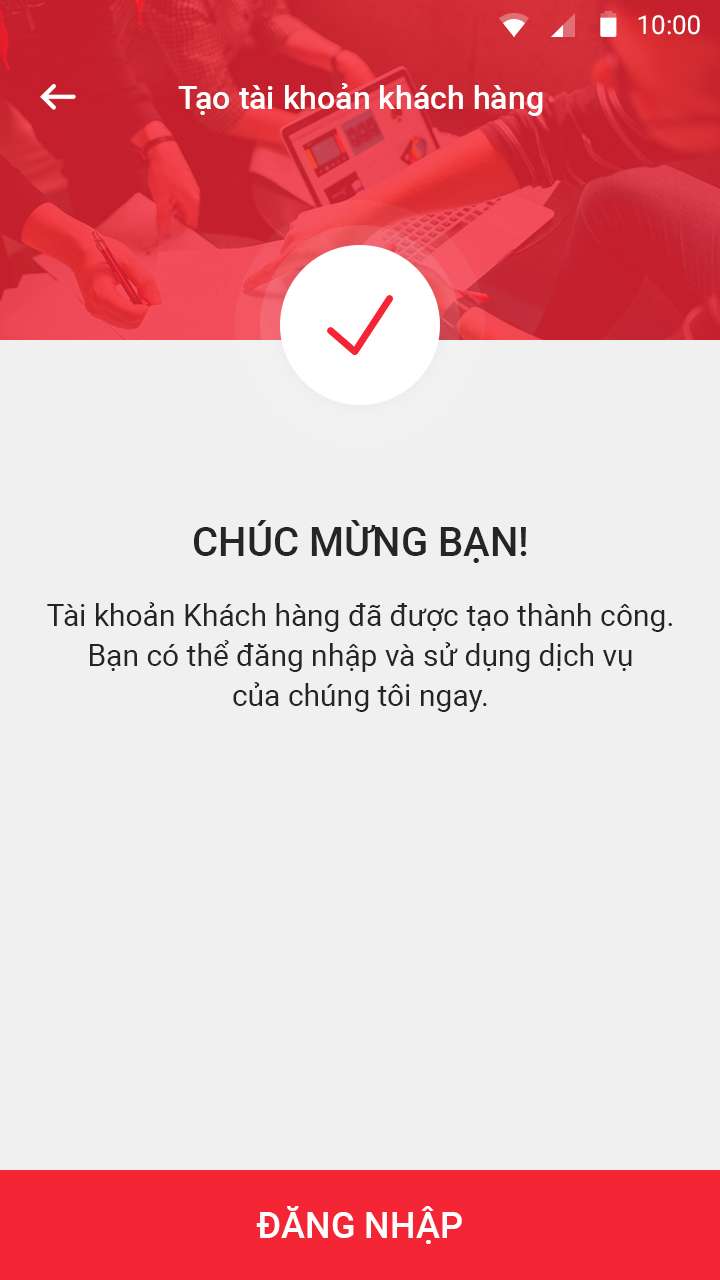 10:00
Tạo tài khoản khách hàng
CHÚC MỪNG BẠN!
Tài khoản Khách hàng đã được tạo thành công.
Bạn có thể đăng nhập và sử dụng dịch vụ
của chúng tôi ngay.
ĐĂNG NHẬP